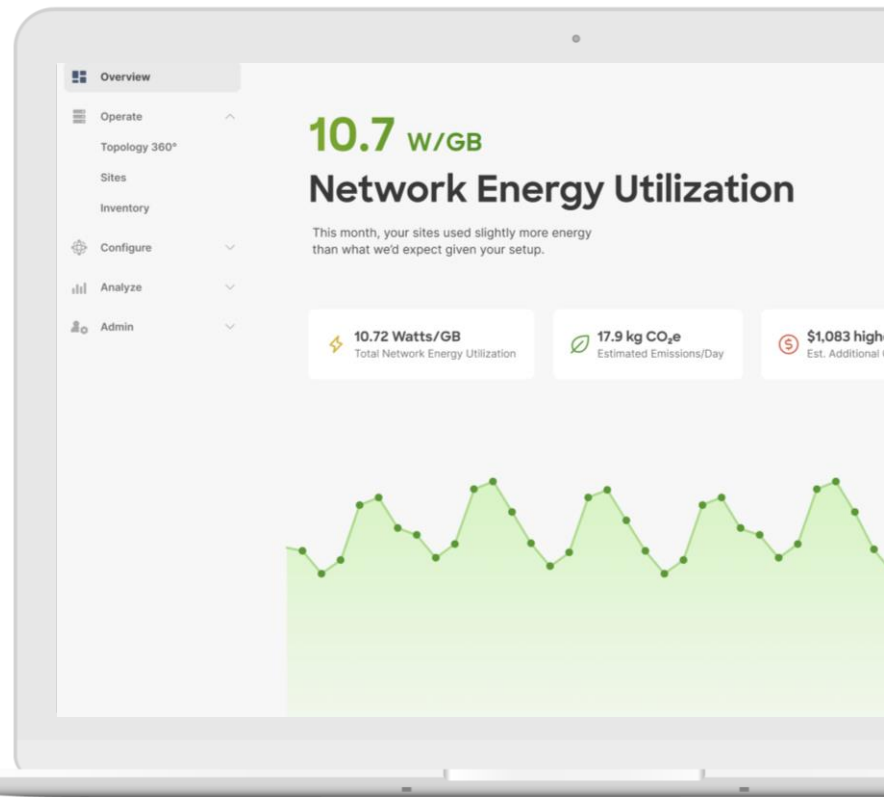 Overview
Operate
Topology 360°
Sites
Inventory
Configure
Analyze
Admin
10.7 W/GB
Network Energy Utilization
This month, your sites used slightly more energy
than what we'd expect given your setup.
10.72 Watts/GB
Total Network Energy Utilization
17.9 kg CO₂e
Estimated Emissions/Day
$1,083
Est. Additional